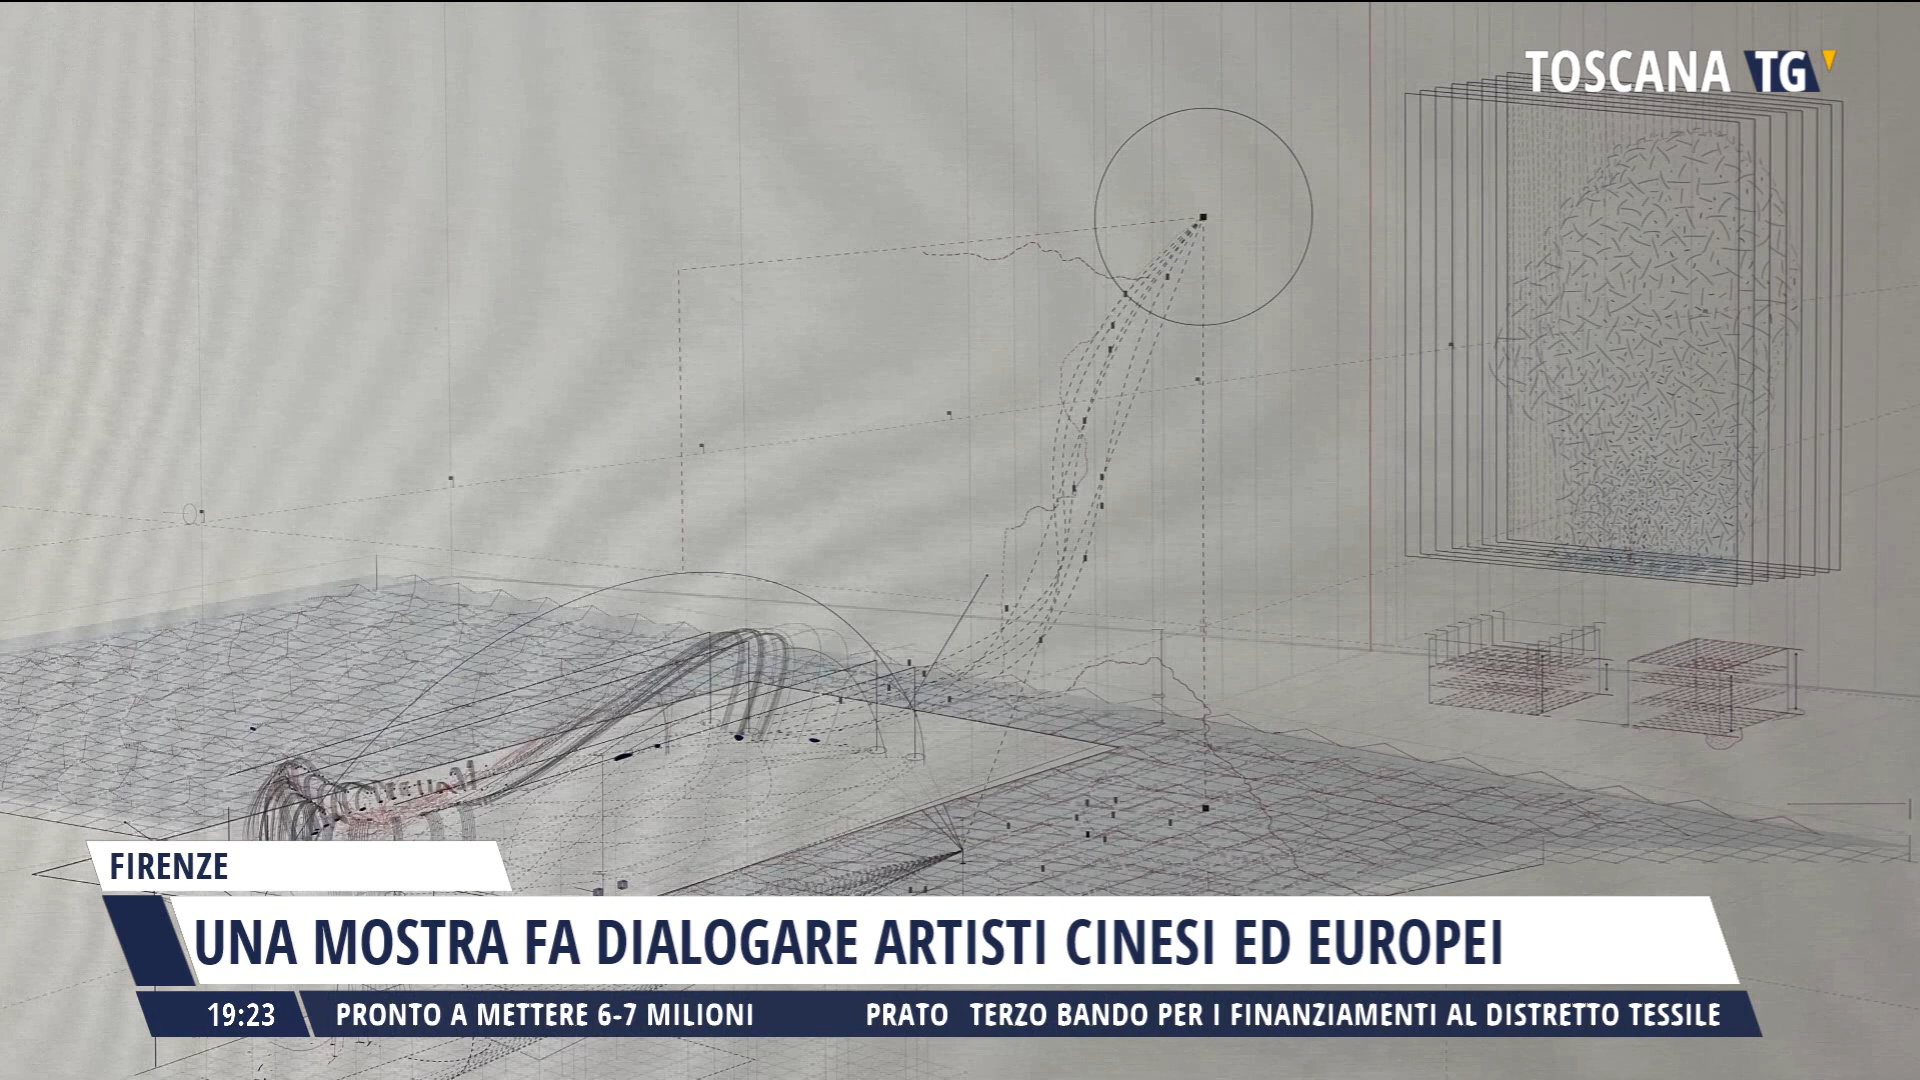 TOSCANA TG
FIRENZE
UNA MOSTRA FA DIALOGARE ARTISTI CINESI ED EUROPEI
19:23 PRONTO A METTERE 6-7 MILIONI PRATO TERZO BANDO PER I FINANZIAMENTI AL DISTRETTO TESSILE